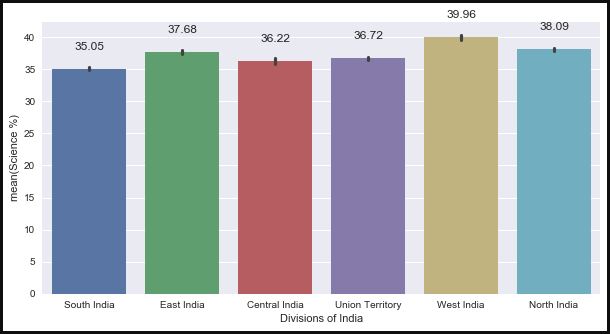 39.96
37.68
38.09
36.22
36.72
35.05
40
35
30
25
20
15
10
5
0
mean(Science %)
South India
East India
Central India
Union Territory
West India
North India
Divisions of India